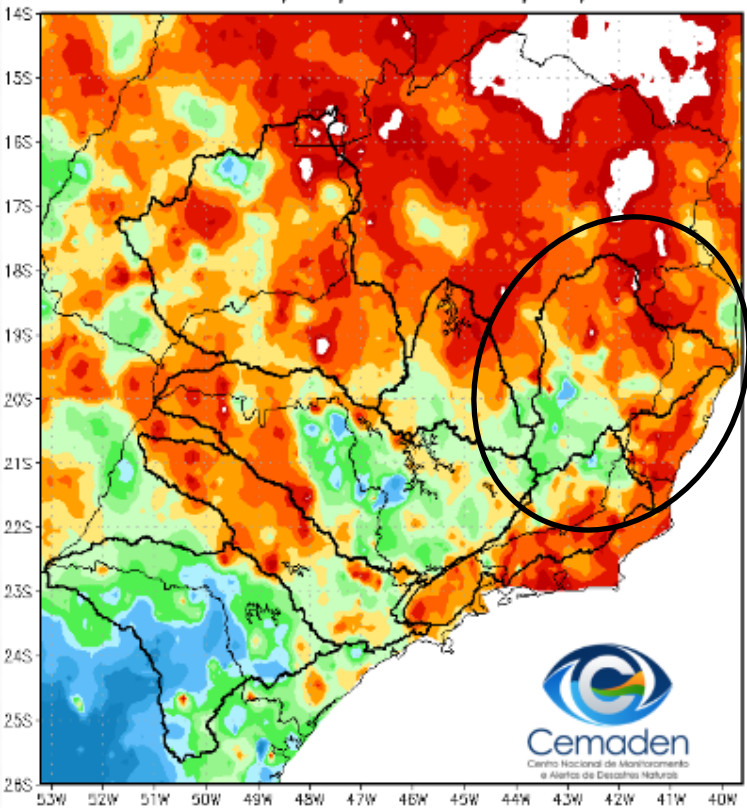 14S
15S
16S
17S
18S
19S
20S
21S
22S
23S
24S
25S
26S
53W 52W 51W 50W 49W 48W 47W 46W 45W 44W 43W 42W 41W 40W
Cemaden
Centro Nacional de Monitoramento
e Alertas de Desastres Naturais